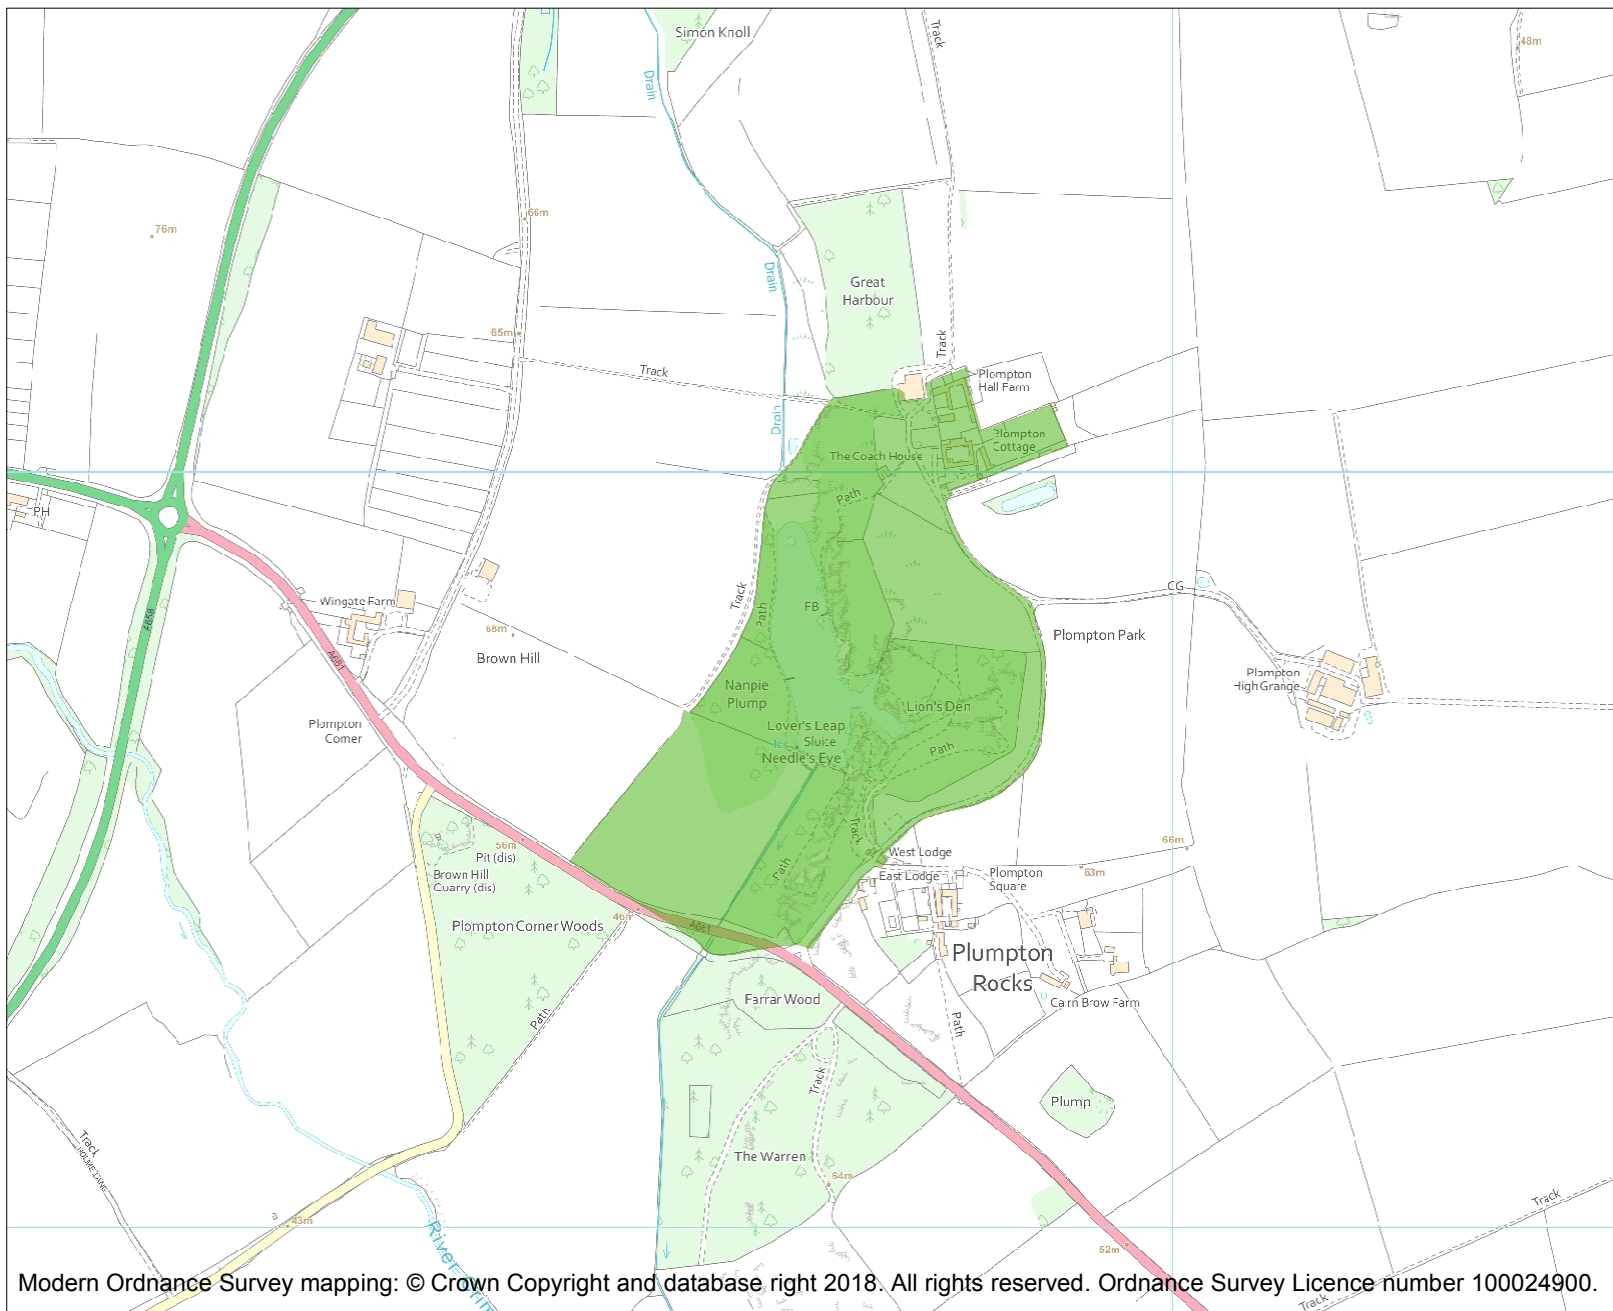 Simon Knoll
Track
48m
Drain
66m
76m
Drain
Great
Harbour
65m
Track
Track
Plompton
Hall Farm
Drain
Plompton
Cottage
The Coach House
Path
PH
CG
Track
Wingate Farm
FB
Path
A658
68m
Plompton Park
Brown Hill
A661
Plompton
High Grange
Nanpie
Plump
Lion's Den
Plompton
Corner
Lover's Leap
Sluice
Path
Needle's Eye
Track
56m
66m
Pit (dis)
West Lodge
Path
Brown Hill
Quarry (dis)
East Lodge
Plompton
Square
63m
46m
A661
Plompton Corner Woods
Plumpton
Rocks
Farrar Wood
Cairn Brow Farm
Path
Path
Track
Plump
Track
HOLME LANE
The Warren
64m
Track
43m
52m
River Crim
Track
Modern Ordnance Survey mapping: © Crown Copyright and database right 2018. All rights reserved. Ordnance Survey Licence number 100024900.